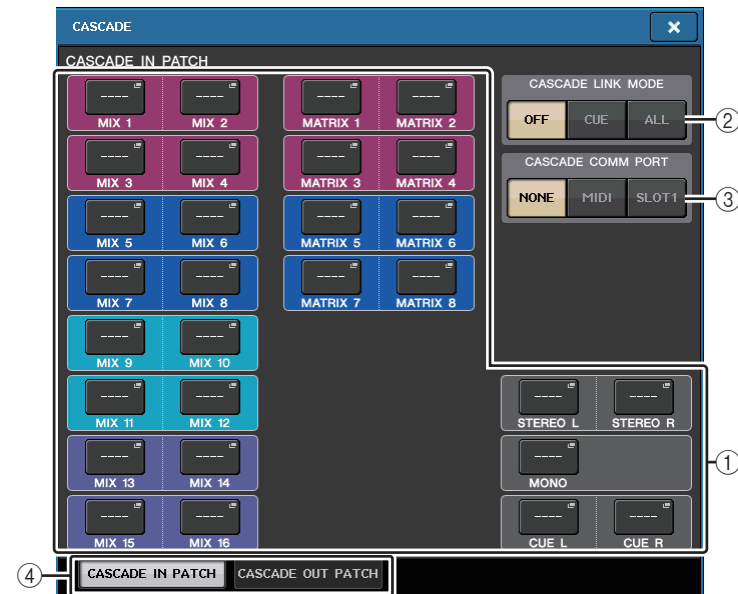 CASCADE
CASCADE IN PATCH
---- ---- ---- ----
MIX 1 MIX 2 MATRIX 1 MATRIX 2
CASCADE LINK MODE
OFF CUE ALL
②
---- ---- ---- ----
MIX 3 MIX 4 MATRIX 3 MATRIX 4
CASCADE COMM PORT
NONE MIDI SLOT1
③
---- ---- ---- ----
MIX 5 MIX 6 MATRIX 5 MATRIX 6
---- ---- ---- ----
MIX 7 MIX 8 MATRIX 7 MATRIX 8
---- ----
MIX 9 MIX 10
---- ---- ---- ----
MIX 11 MIX 12 STEREO L STEREO R
---- ---- ----
MIX 13 MIX 14 MONO
①
---- ---- ---- ----
MIX 15 MIX 16 CUE L CUE R
④
CASCADE IN PATCH CASCADE OUT PATCH